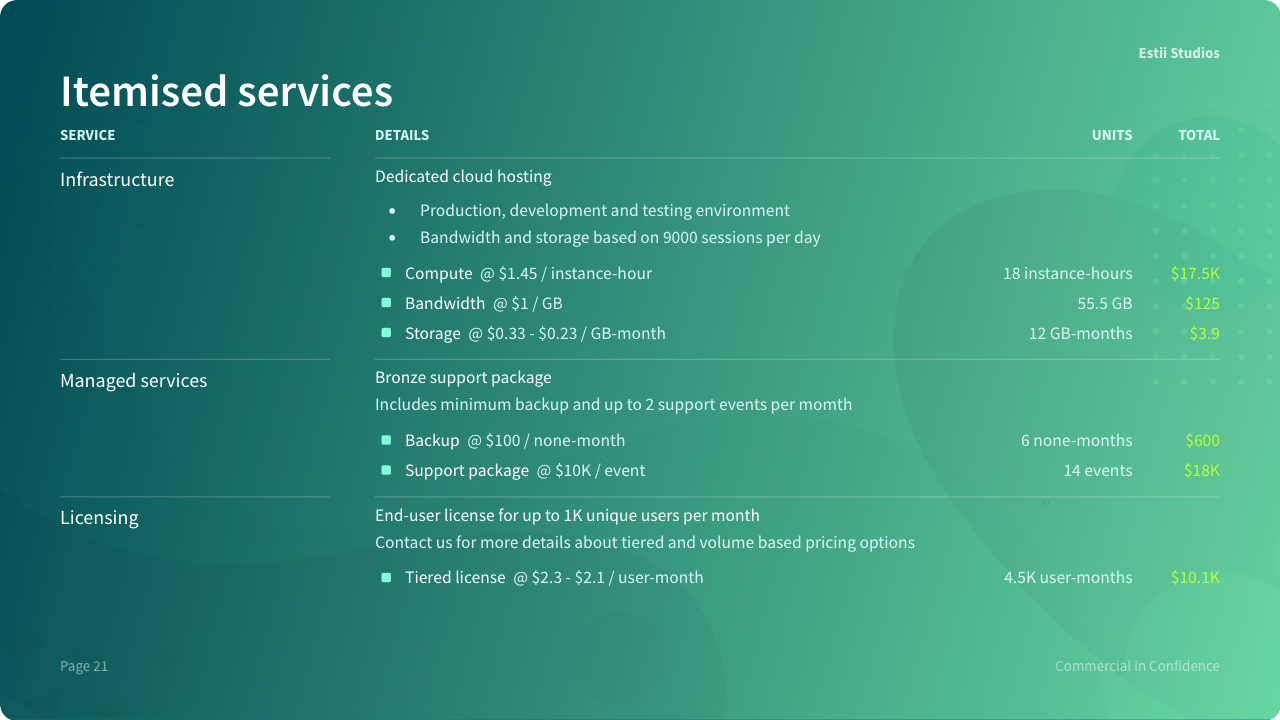 Estii Studios
Itemised services
SERVICE DETAILS UNITS TOTAL
Infrastructure Dedicated cloud hosting
• Production, development and testing environment
• Bandwidth and storage based on 9000 sessions per day
Compute @ $1.45 / instance-hour 18 instance-hours $17.5K
Bandwidth @ $1 / GB 55.5 GB $125
Storage @ $0.33 - $0.23 / GB-month 12 GB-months $3.9
Managed services Bronze support package
Includes minimum backup and up to 2 support events per momth
Backup @ $100 / none-month 6 none-months $600
Support package @ $10K / event 14 events $18K
Licensing End-user license for up to 1K unique users per month
Contact us for more details about tiered and volume based pricing options
Tiered license @ $2.3 - $2.1 / user-month 4.5K user-months $10.1K
Page 21 Commercial in Confidence